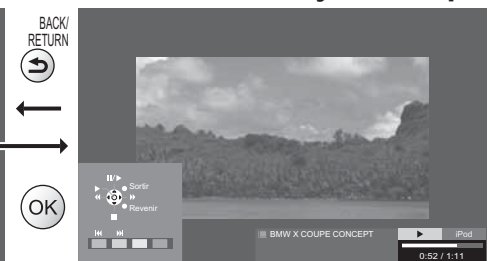 BACK/
RETURN
OK
Sortir
Revenir
BMW X COUPE CONCEPT
iPod
0:52 / 1:11